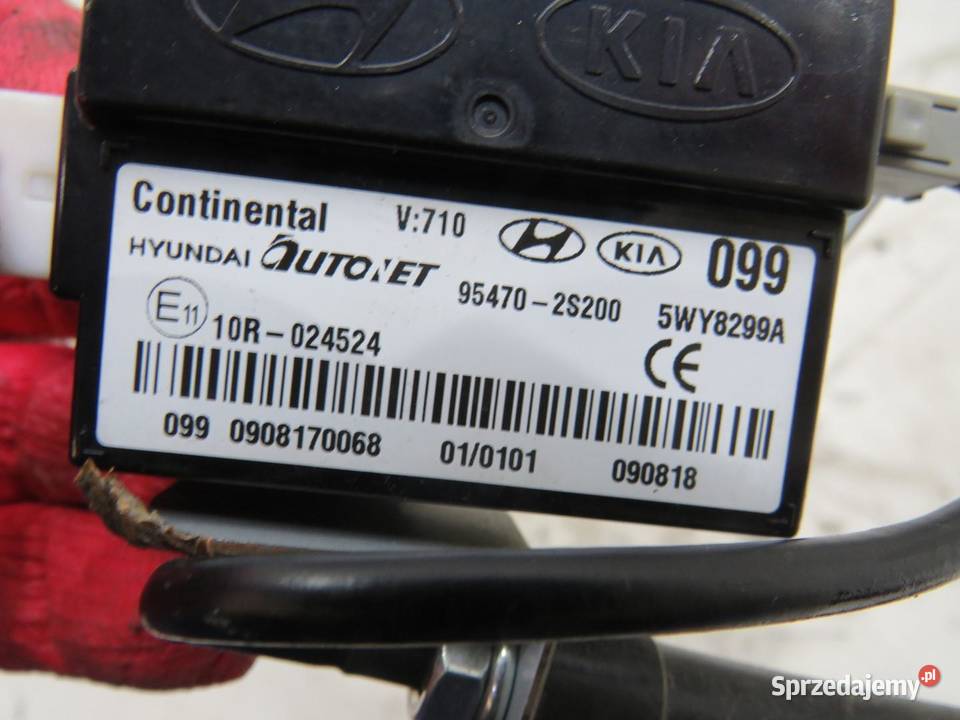 KIA
Continental V:710 KIA 099
HYUNDAI AUTONET 95470-2S200 5WY8299A
E11 10R-024524 CE
099 0908170068 01/0101 090818
Sprzedajemy.pl